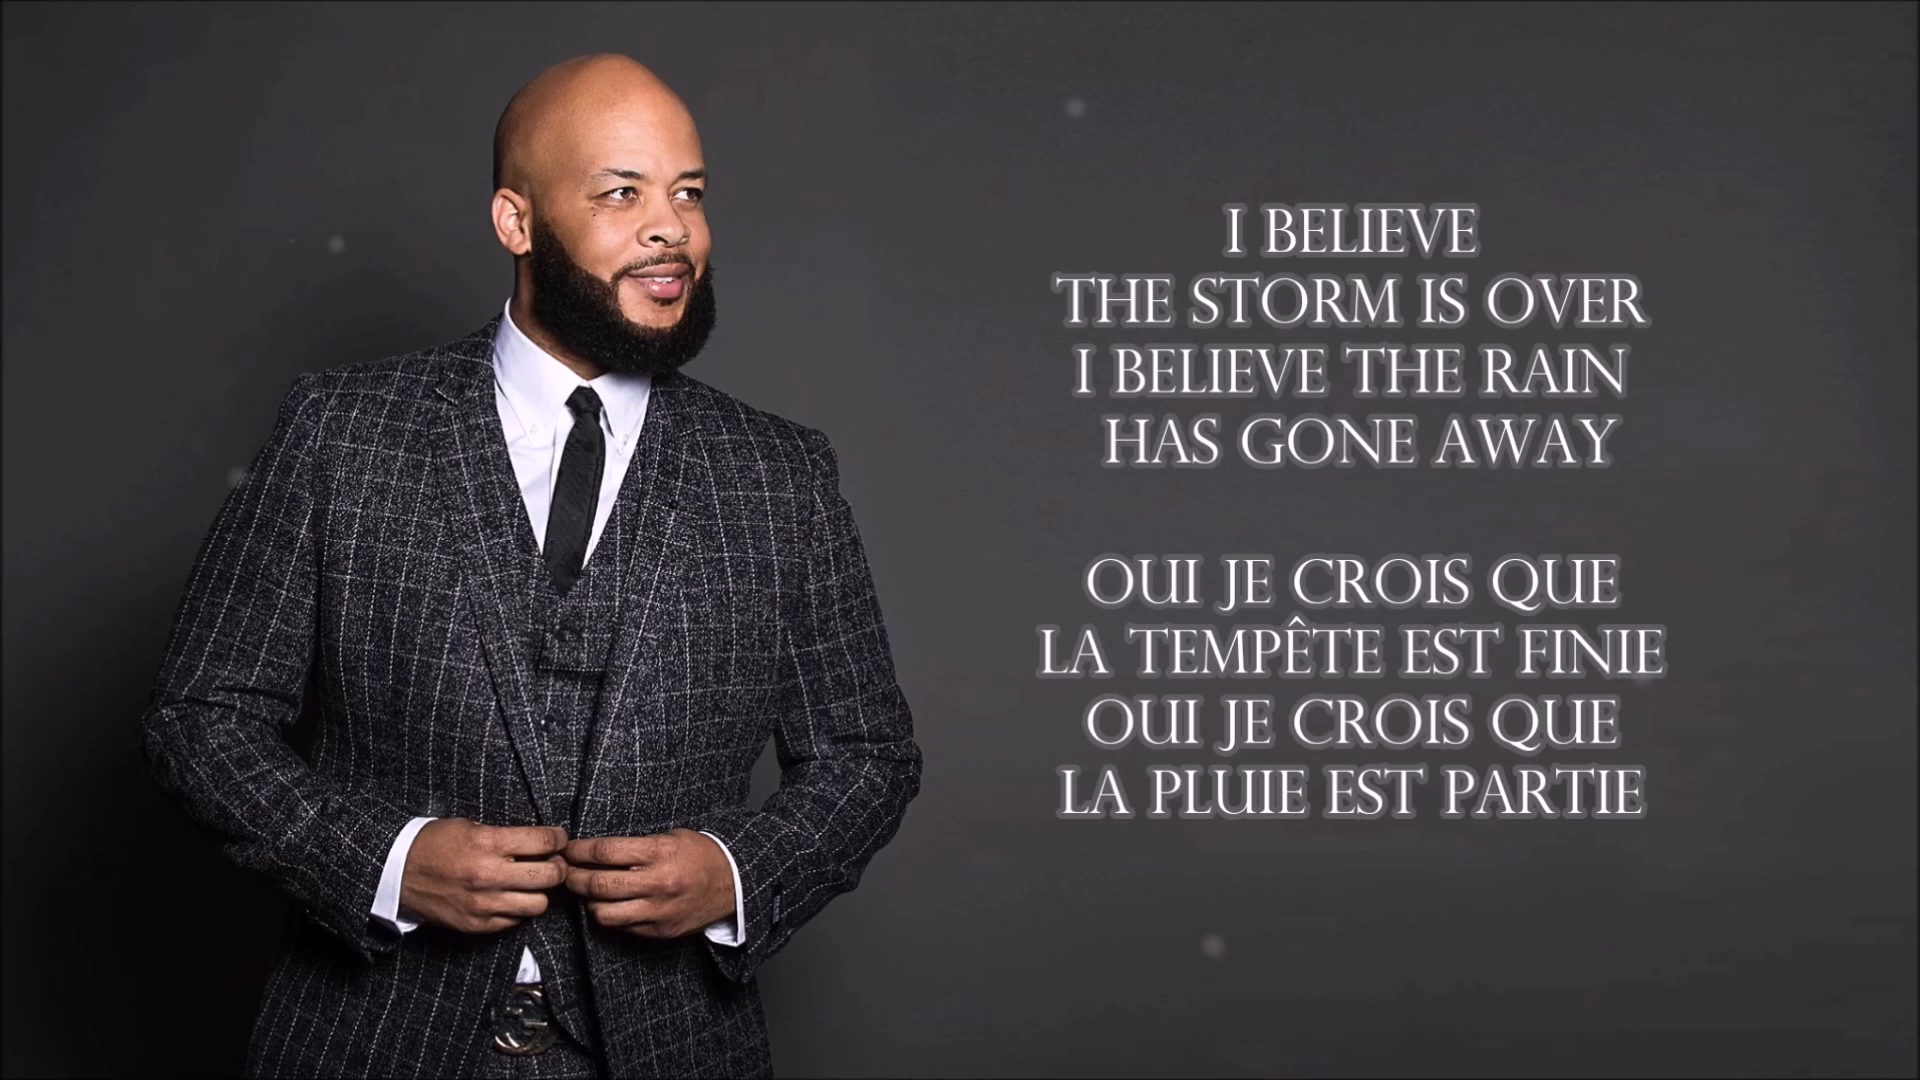 I BELIEVE
THE STORM IS OVER
I BELIEVE THE RAIN
HAS GONE AWAY
OUI JE CROIS QUE
LA TEMPÊTE EST FINIE
OUI JE CROIS QUE
LA PLUIE EST PARTIE